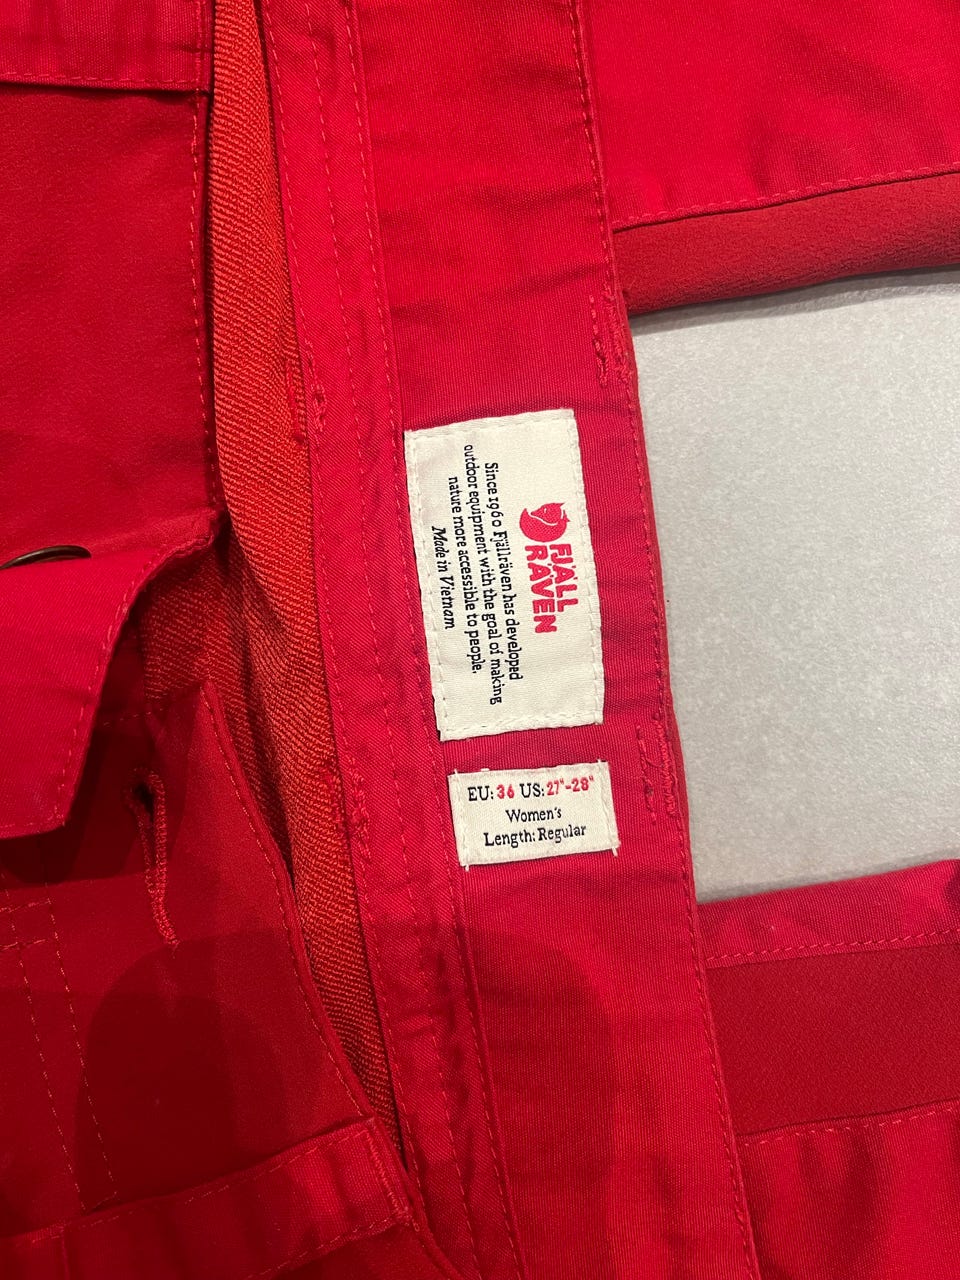 FJÄLL
RÄVEN
Since 1960 Fjällräven has developed
outdoor equipment with the goal of making
nature more accessible to people.
Made in Vietnam
EU: 36 US: 27"-28"
Women's
Length: Regular